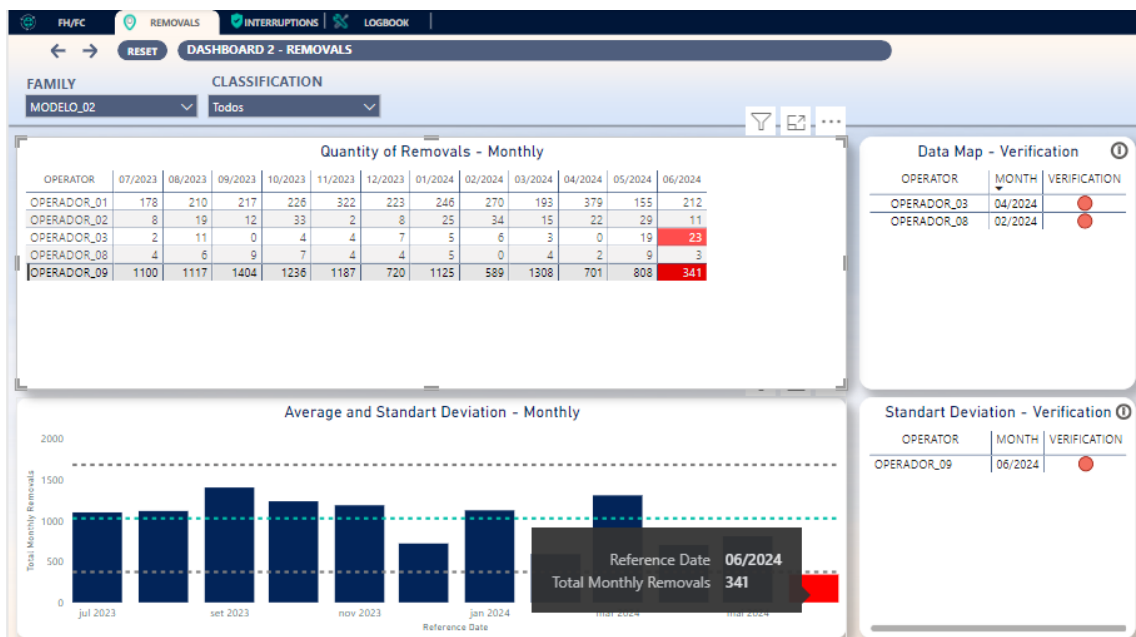 FH/FC REMOVALS INTERRUPTIONS LOGBOOK
RESET DASHBOARD 2 - REMOVALS
FAMILY CLASSIFICATION
MODELO_02 Todos
Quantity of Removals - Monthly
OPERATOR 07/2023 08/2023 09/2023 10/2023 11/2023 12/2023 01/2024 02/2024 03/2024 04/2024 05/2024 06/2024
OPERADOR_01 178 210 217 226 322 223 246 270 193 379 155 212
OPERADOR_02 8 19 12 33 2 8 25 34 15 22 29 11
OPERADOR_03 2 11 0 4 4 7 5 6 3 0 19 23
OPERADOR_08 4 6 9 7 4 4 5 0 4 2 9 3
OPERADOR_09 1100 1117 1404 1236 1187 720 1125 589 1308 701 808 341
Data Map - Verification
OPERATOR MONTH VERIFICATION
OPERADOR_03 04/2024
OPERADOR_08 02/2024
Average and Standart Deviation - Monthly
Total Monthly Removals
2000
1500
1000
500
0
jul 2023 set 2023 nov 2023 jan 2024 mar 2024 mai 2024
Reference Date
Reference Date 06/2024
Total Monthly Removals 341
Standart Deviation - Verification
OPERATOR MONTH VERIFICATION
OPERADOR_09 06/2024